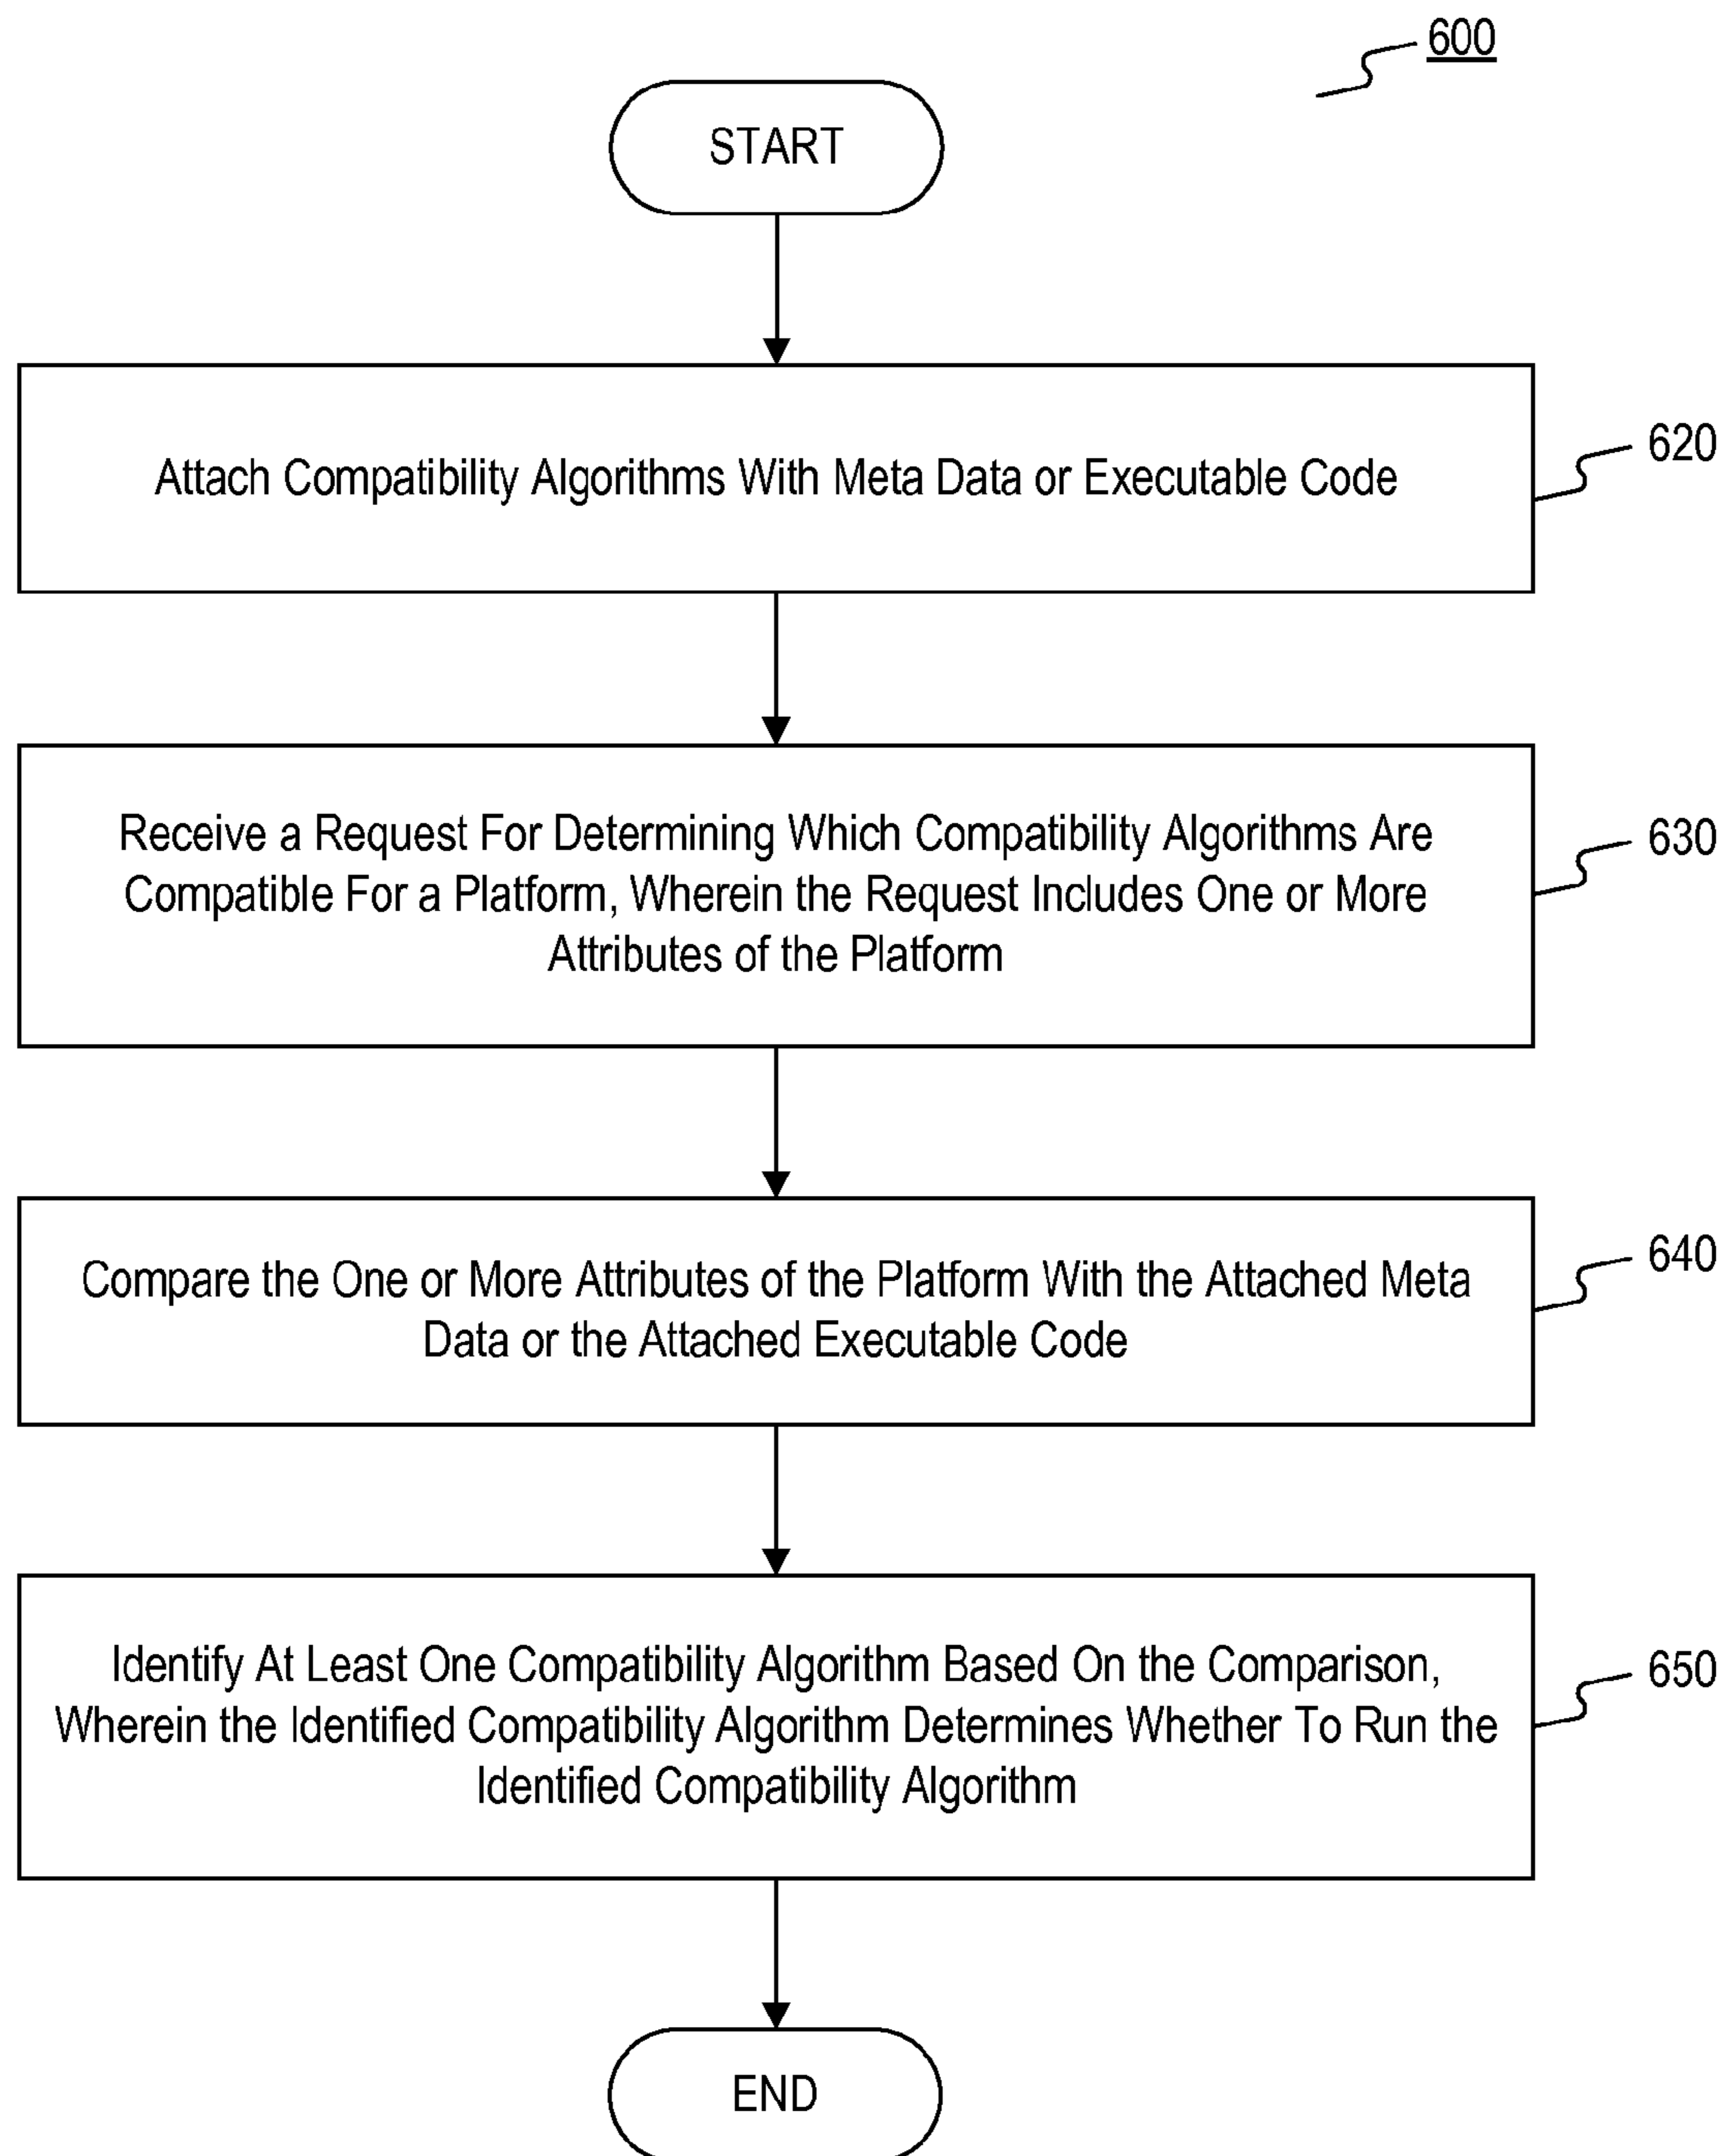 600
START
Attach Compatibility Algorithms With Meta Data or Executable Code
620
Receive a Request For Determining Which Compatibility Algorithms Are
Compatible For a Platform, Wherein the Request Includes One or More
Attributes of the Platform
630
Compare the One or More Attributes of the Platform With the Attached Meta
Data or the Attached Executable Code
640
Identify At Least One Compatibility Algorithm Based On the Comparison,
Wherein the Identified Compatibility Algorithm Determines Whether To Run the
Identified Compatibility Algorithm
650
END